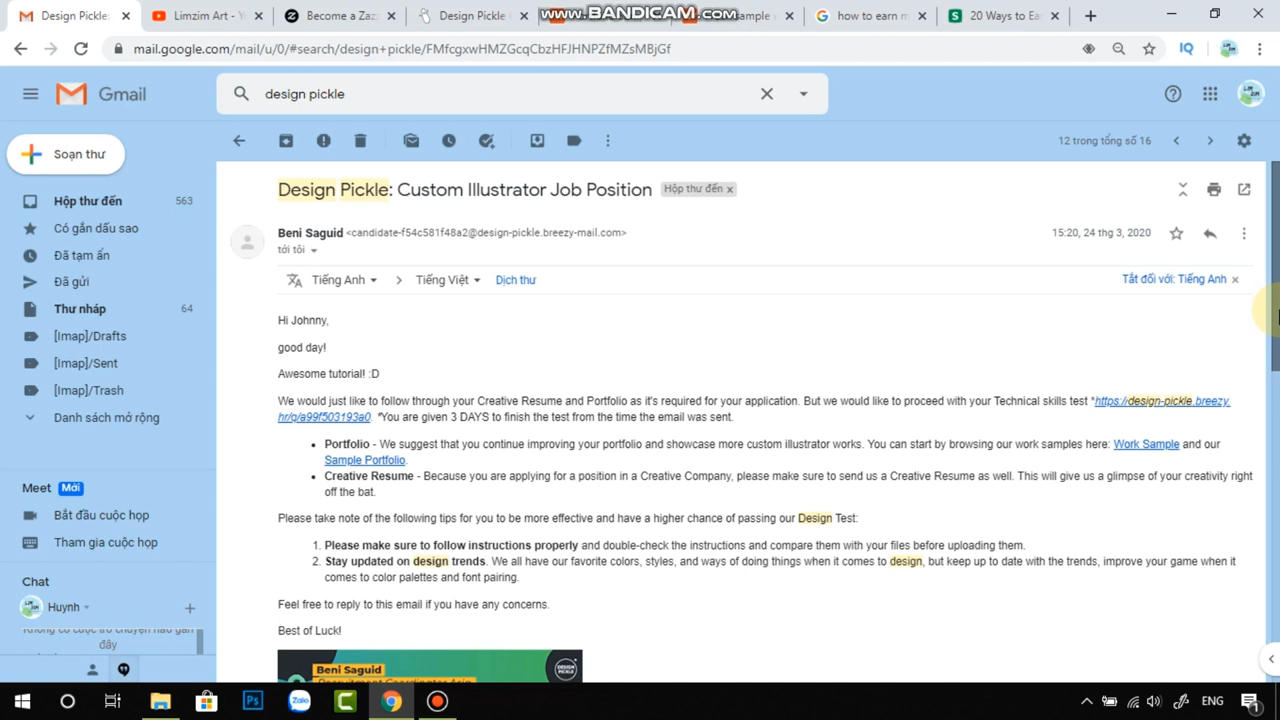 Design Pickle:
Limzim Art - Y
Become a Zaz
Design Pickle
www.BANDICAM.com
how to earn m
20 Ways to Ea
mail.google.com/mail/u/0/#search/design+pickle/FMfcgxwHMZGcqCbzHFJHNPZfMZsMBjGf
Gmail
design pickle
Soạn thư
12 trong tổng số 16
Design Pickle: Custom Illustrator Job Position
Hộp thư đến x
Hộp thư đến 563
Có gắn dấu sao
Đã tạm ẩn
Đã gửi
Thư nháp 64
[Imap]/Drafts
[Imap]/Sent
[Imap]/Trash
Danh sách mở rộng
Meet Mới
Bắt đầu cuộc họp
Tham gia cuộc họp
Chat
Huynh
Không có cuộc trò chuyện nào gần
đây
Beni Saguid <candidate-f54c581f48a2@design-pickle.breezy-mail.com>
15:20, 24 thg 3, 2020
tới tôi
Tiếng Anh > Tiếng Việt Dịch thư
Tắt đối với: Tiếng Anh x
Hi Johnny,
good day!
Awesome tutorial! :D
We would just like to follow through your Creative Resume and Portfolio as it's required for your application. But we would like to proceed with your Technical skills test *https://design-pickle.breezy.
hr/q/a99f503193a0. *You are given 3 DAYS to finish the test from the time the email was sent.
• Portfolio - We suggest that you continue improving your portfolio and showcase more custom illustrator works. You can start by browsing our work samples here: Work Sample and our
Sample Portfolio.
• Creative Resume - Because you are applying for a position in a Creative Company, please make sure to send us a Creative Resume as well. This will give us a glimpse of your creativity right
off the bat.
Please take note of the following tips for you to be more effective and have a higher chance of passing our Design Test:
1. Please make sure to follow instructions properly and double-check the instructions and compare them with your files before uploading them.
2. Stay updated on design trends. We all have our favorite colors, styles, and ways of doing things when it comes to design, but keep up to date with the trends, improve your game when it
comes to color palettes and font pairing.
Feel free to reply to this email if you have any concerns.
Best of Luck!
Beni Saguid
DESIGN PICKLE
ENG